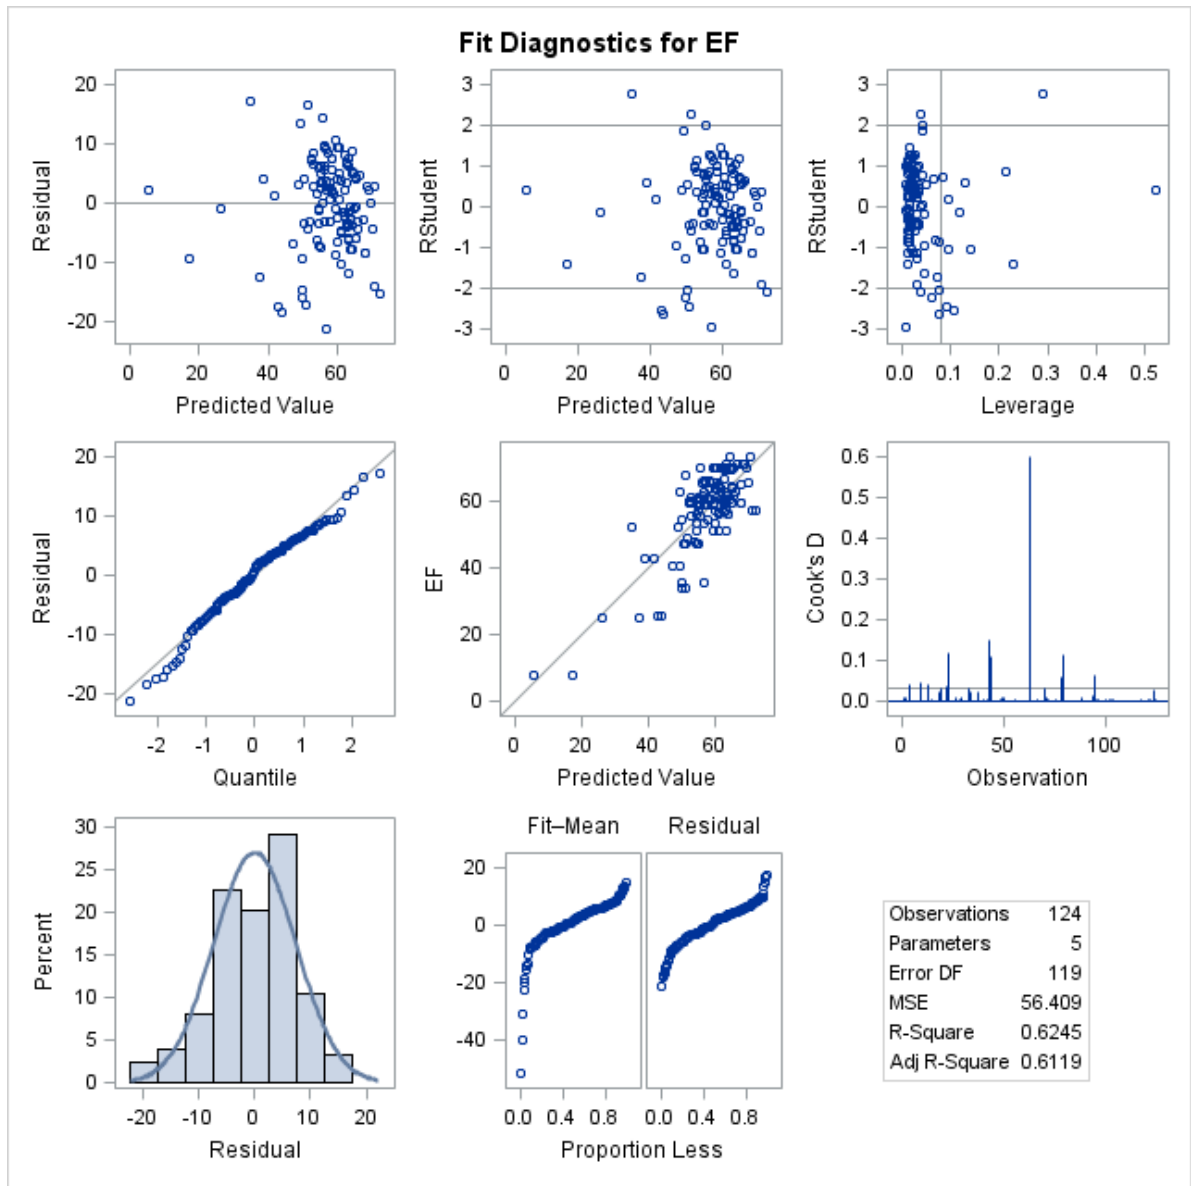 Fit Diagnostics for EF
20
10
0
-10
-20
Residual
0 20 40 60
Predicted Value
3
2
1
0
-1
-2
-3
RStudent
0 20 40 60
Predicted Value
3
2
1
0
-1
-2
-3
RStudent
0.0 0.1 0.2 0.3 0.4 0.5
Leverage
20
10
0
-10
-20
Residual
-2 -1 0 1 2
Quantile
60
40
20
0
EF
0 20 40 60
Predicted Value
0.6
0.5
0.4
0.3
0.2
0.1
0.0
Cook's D
0 50 100
Observation
30
25
20
15
10
5
0
Percent
-20 -10 0 10 20
Residual
Fit–Mean Residual
20
0
-20
-40
0.0 0.4 0.8 0.0 0.4 0.8
Proportion Less
Observations 124
Parameters 5
Error DF 119
MSE 56.409
R-Square 0.6245
Adj R-Square 0.6119